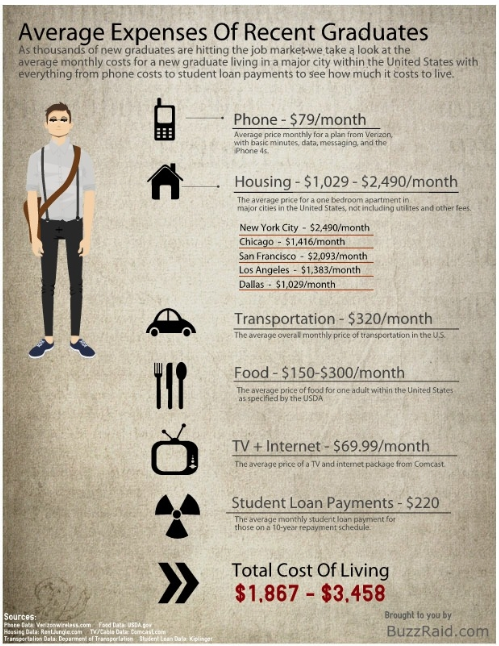 Average Expenses Of Recent Graduates
As thousands of new graduates are hitting the job market-we take a look at the
average monthly costs for a new graduate living in a major city within the United States with
everything from phone costs to student loan payments to see how much it costs to live.
Phone - $79/month
Average price monthly for a plan from Verizon,
with basic minutes, data, messaging, and the
iPhone 4s.
Housing - $1,029 - $2,490/month
The average price for a one bedroom apartment in
major cities in the United States, not including utilites and other fees.
New York City - $2,490/month
Chicago - $1,416/month
San Francisco - $2,093/month
Los Angeles - $1,383/month
Dallas - $1,029/month
Transportation - $320/month
The average overall monthly price of transportation in the U.S.
Food - $150-$300/month
The average price of food for one adult within the United States
as specified by the USDA
TV + Internet - $69.99/month
The average price of a TV and internet package from Comcast.
Student Loan Payments - $220
The average monthly student loan payment for
those on a 10-year repayment schedule.
Total Cost Of Living
$1,867 - $3,458
Sources:
Phone Data: Verizonwireless.com Food Data: USDA.gov
Housing Data: RentJungle.com TV/Cable Data: Comcast.com
Transportation Data: Department of Transportation Student Loan Data: Kiplinger
Brought to you by
BuzzRaid.com